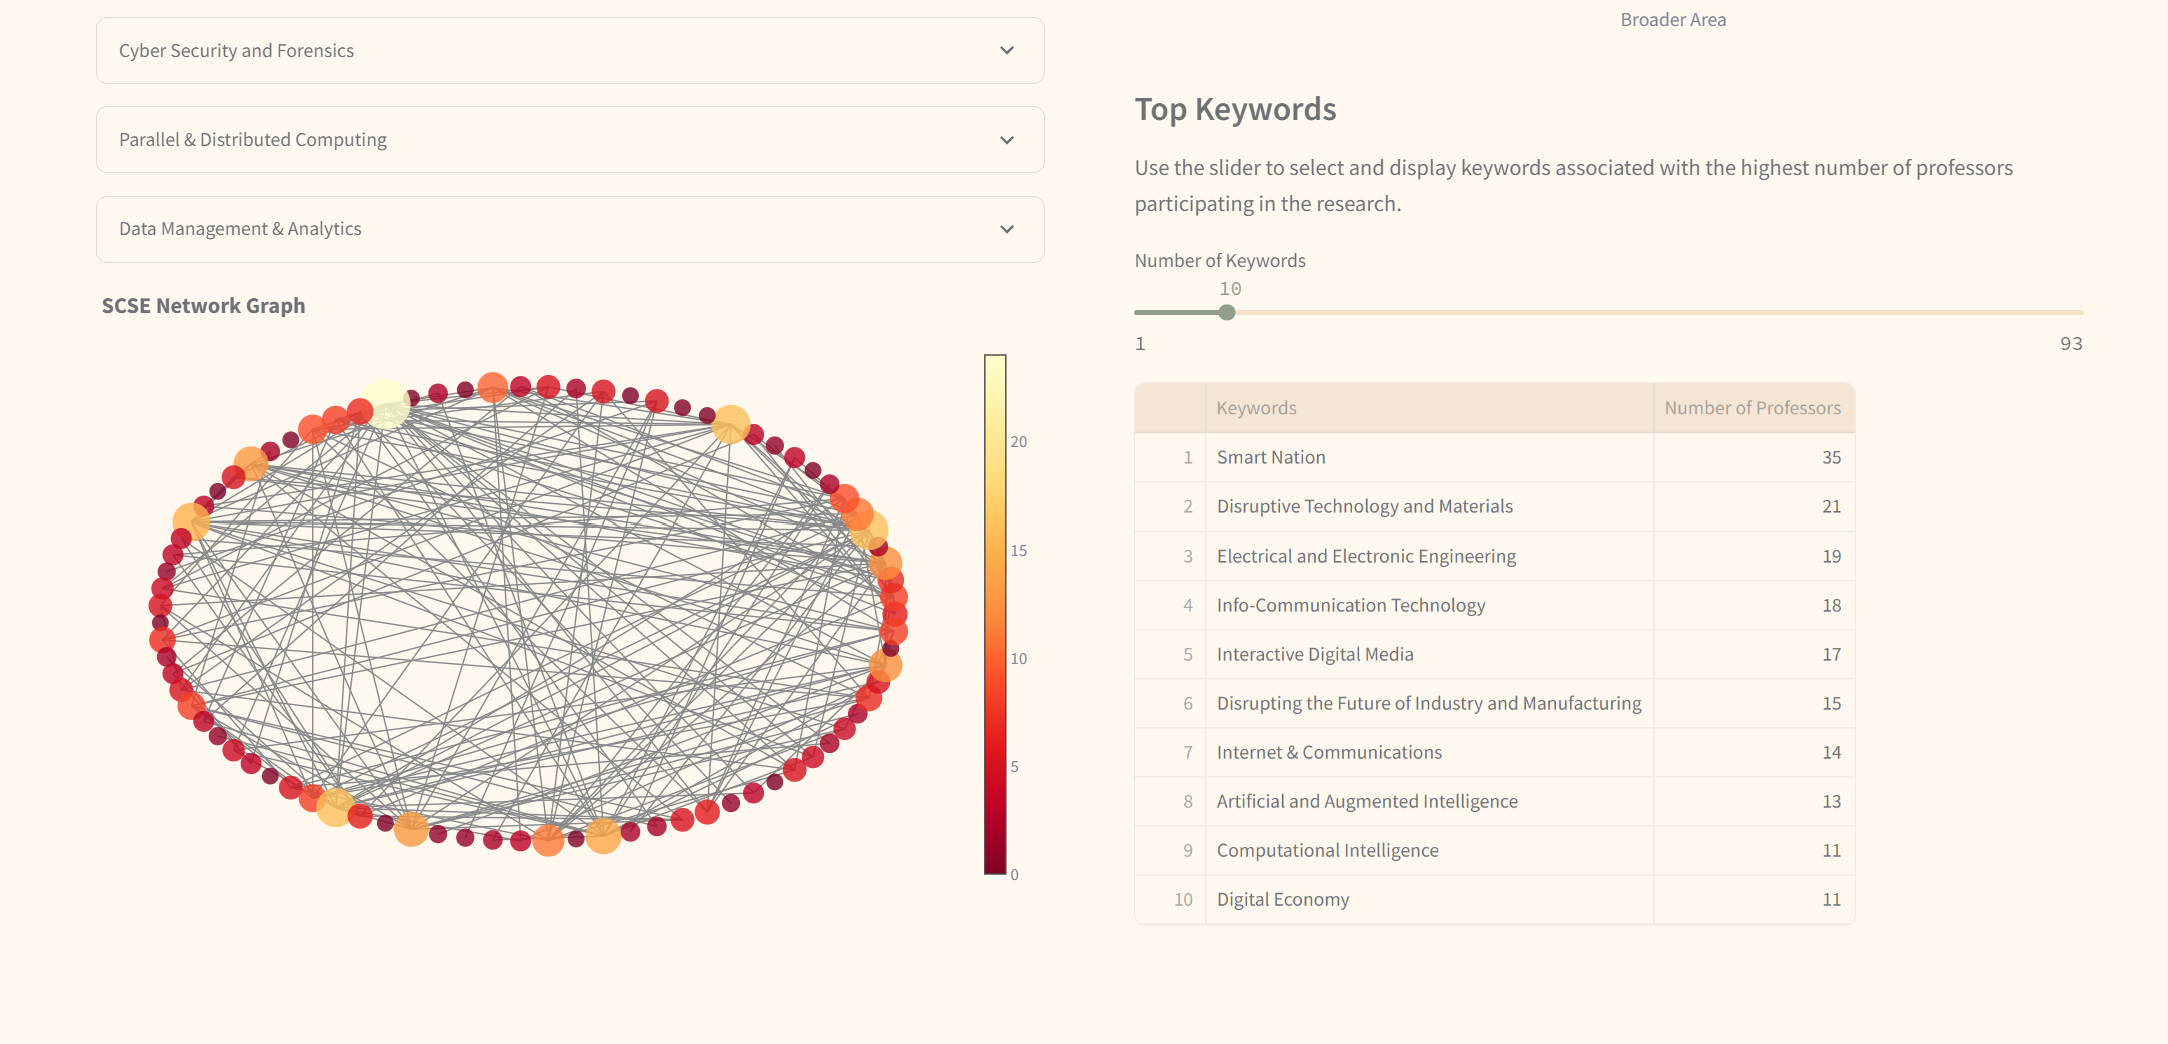 Cyber Security and Forensics
Parallel & Distributed Computing
Data Management & Analytics
SCSE Network Graph
20
15
10
5
0
Broader Area
Top Keywords
Use the slider to select and display keywords associated with the highest number of professors
participating in the research.
Number of Keywords
10
1 93
Keywords Number of Professors
1 Smart Nation 35
2 Disruptive Technology and Materials 21
3 Electrical and Electronic Engineering 19
4 Info-Communication Technology 18
5 Interactive Digital Media 17
6 Disrupting the Future of Industry and Manufacturing 15
7 Internet & Communications 14
8 Artificial and Augmented Intelligence 13
9 Computational Intelligence 11
10 Digital Economy 11